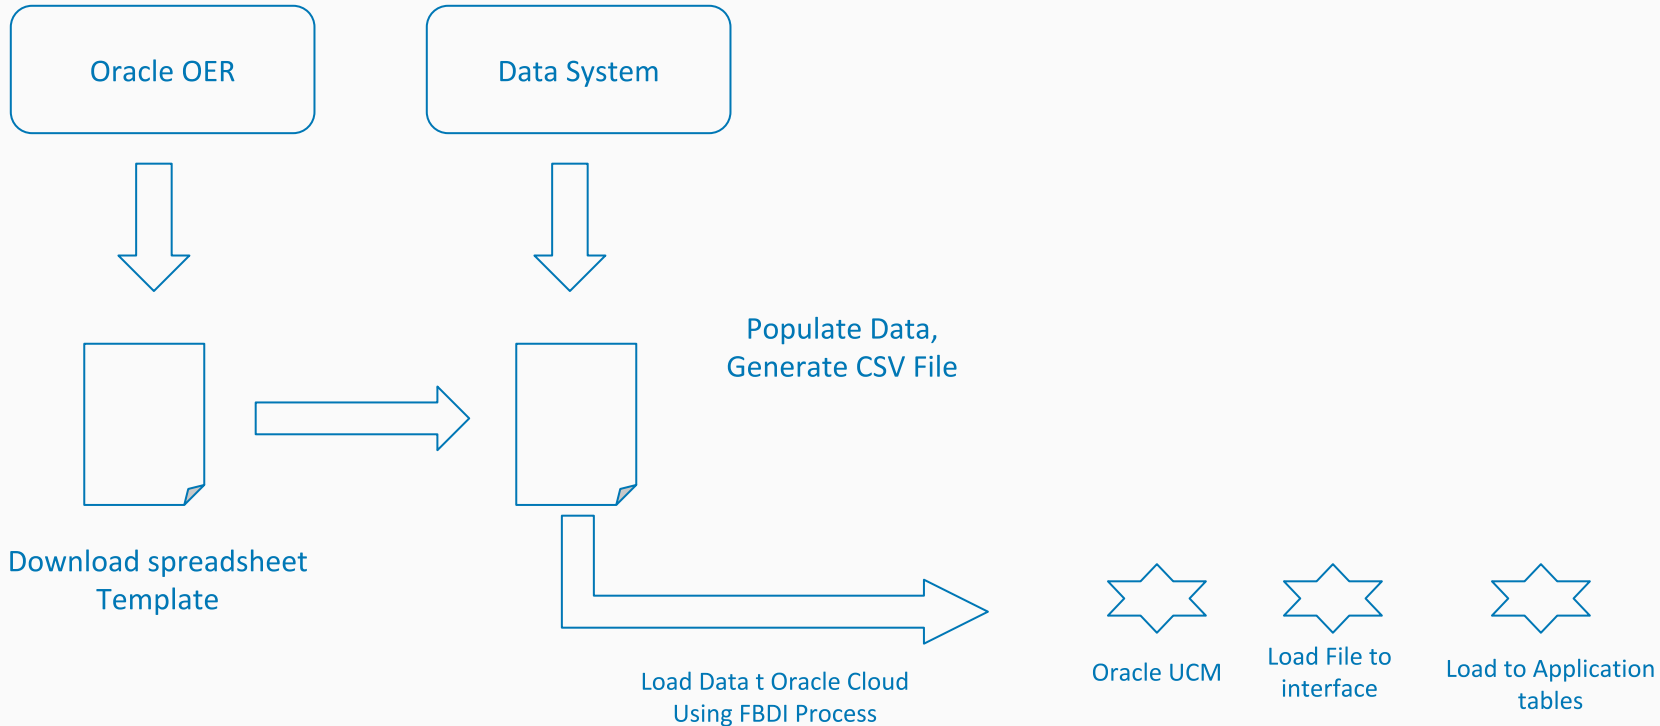 Oracle OER
Data System
Populate Data,
Generate CSV File
Download spreadsheet
Template
Load Data t Oracle Cloud
Using FBDI Process
Oracle UCM
Load File to
interface
Load to Application
tables